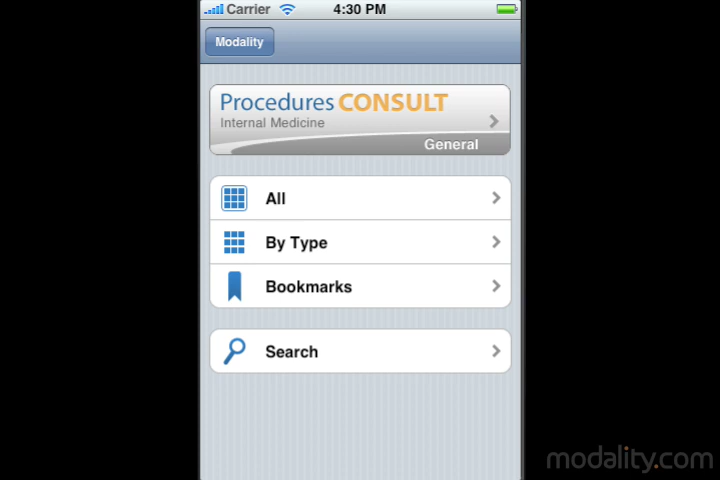 Carrier 4:30 PM
Modality
Procedures CONSULT
Internal Medicine
General
All
By Type
Bookmarks
Search
modality.com